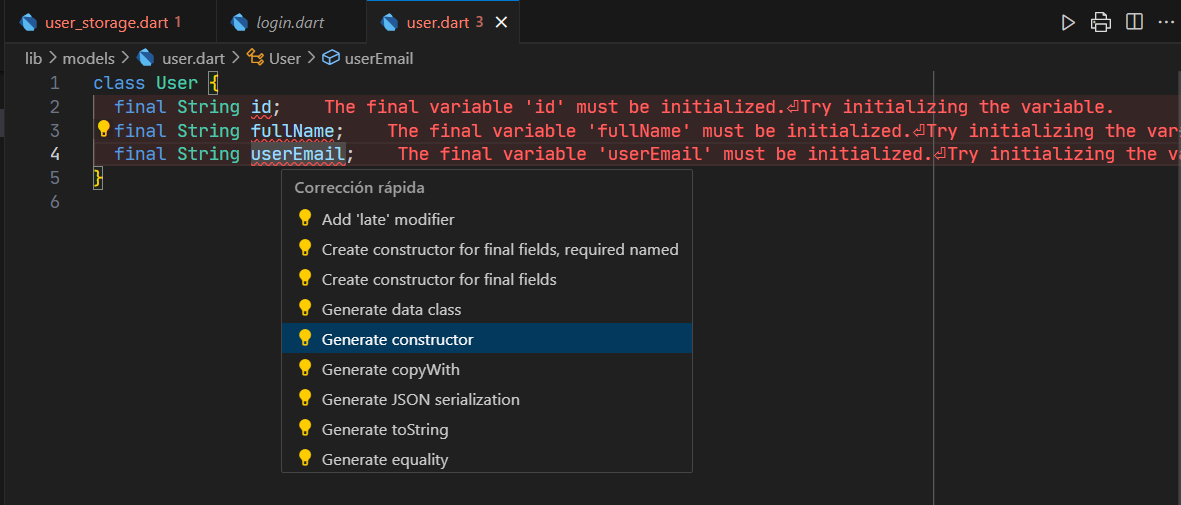 user_storage.dart 1 login.dart user.dart 3
lib > models > user.dart > User > userEmail
1 class User {
2 final String id; The final variable 'id' must be initialized.⏎Try initializing the variable.
3 final String fullName; The final variable 'fullName' must be initialized.⏎Try initializing the var
4 final String userEmail; The final variable 'userEmail' must be initialized.⏎Try initializing the va
5 }
6
Corrección rápida
Add 'late' modifier
Create constructor for final fields, required named
Create constructor for final fields
Generate data class
Generate constructor
Generate copyWith
Generate JSON serialization
Generate toString
Generate equality